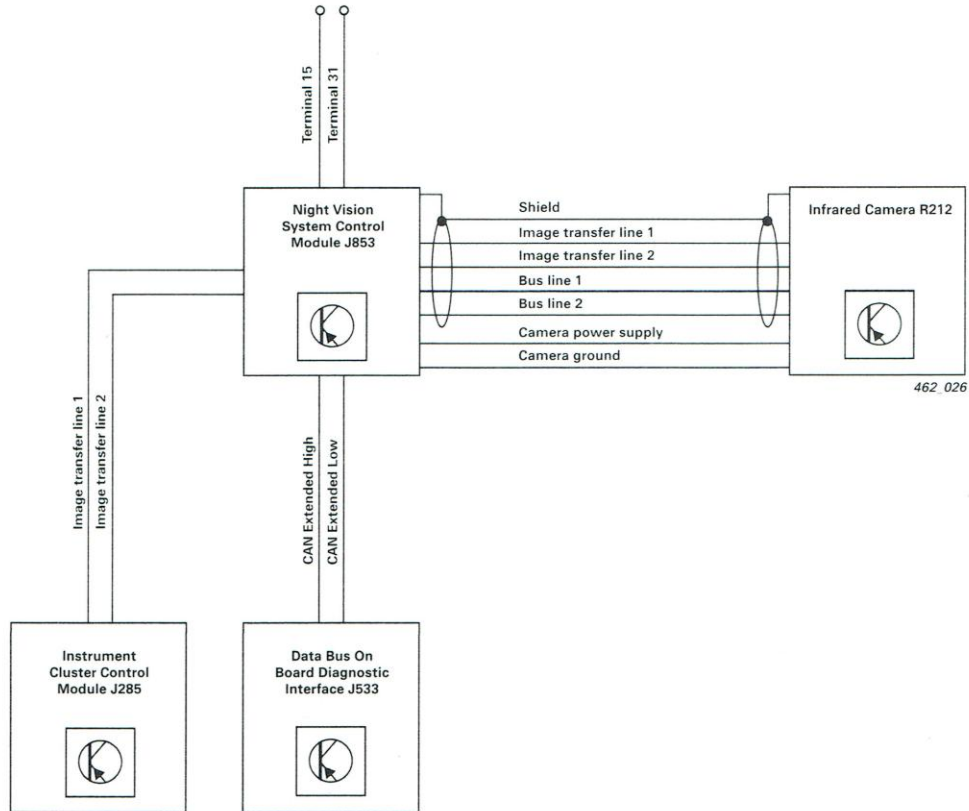 Terminal 15
Terminal 31
Night Vision
System Control
Module J853
Shield
Image transfer line 1
Image transfer line 2
Bus line 1
Bus line 2
Camera power supply
Camera ground
Infrared Camera R212
462_026
Image transfer line 1
Image transfer line 2
CAN Extended High
CAN Extended Low
Instrument
Cluster Control
Module J285
Data Bus On
Board Diagnostic
Interface J533